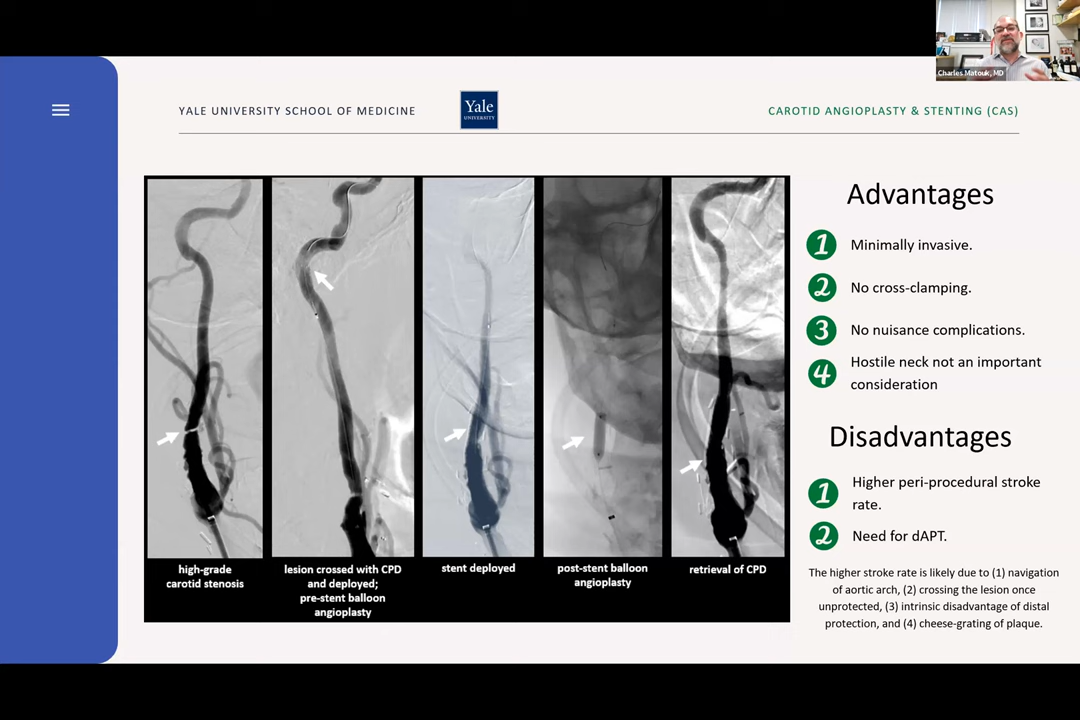 Charles Matouk, MD
YALE UNIVERSITY SCHOOL OF MEDICINE
Yale
UNIVERSITY
CAROTID ANGIOPLASTY & STENTING (CAS)
high-grade
carotid stenosis
lesion crossed with CPD
and deployed;
pre-stent balloon
angioplasty
stent deployed
post-stent balloon
angioplasty
retrieval of CPD
Advantages
1 Minimally invasive.
2 No cross-clamping.
3 No nuisance complications.
4 Hostile neck not an important
consideration
Disadvantages
1 Higher peri-procedural stroke
rate.
2 Need for dAPT.
The higher stroke rate is likely due to (1) navigation
of aortic arch, (2) crossing the lesion once
unprotected, (3) intrinsic disadvantage of distal
protection, and (4) cheese-grating of plaque.